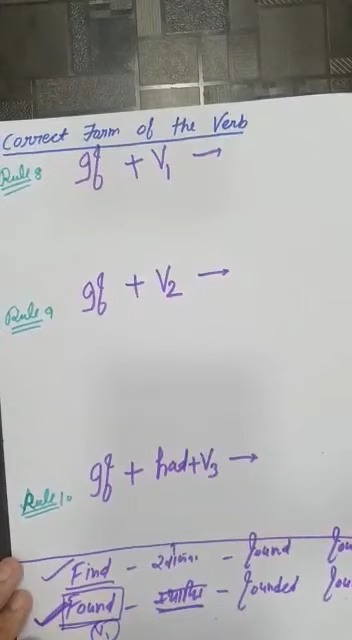 Correct Form of the Verb
Rule 8 If + V1 →
Rule 9 If + V2 →
Rule 10 If + had+V3 →
Find - खोजना - found
Found - - founded
(V1)